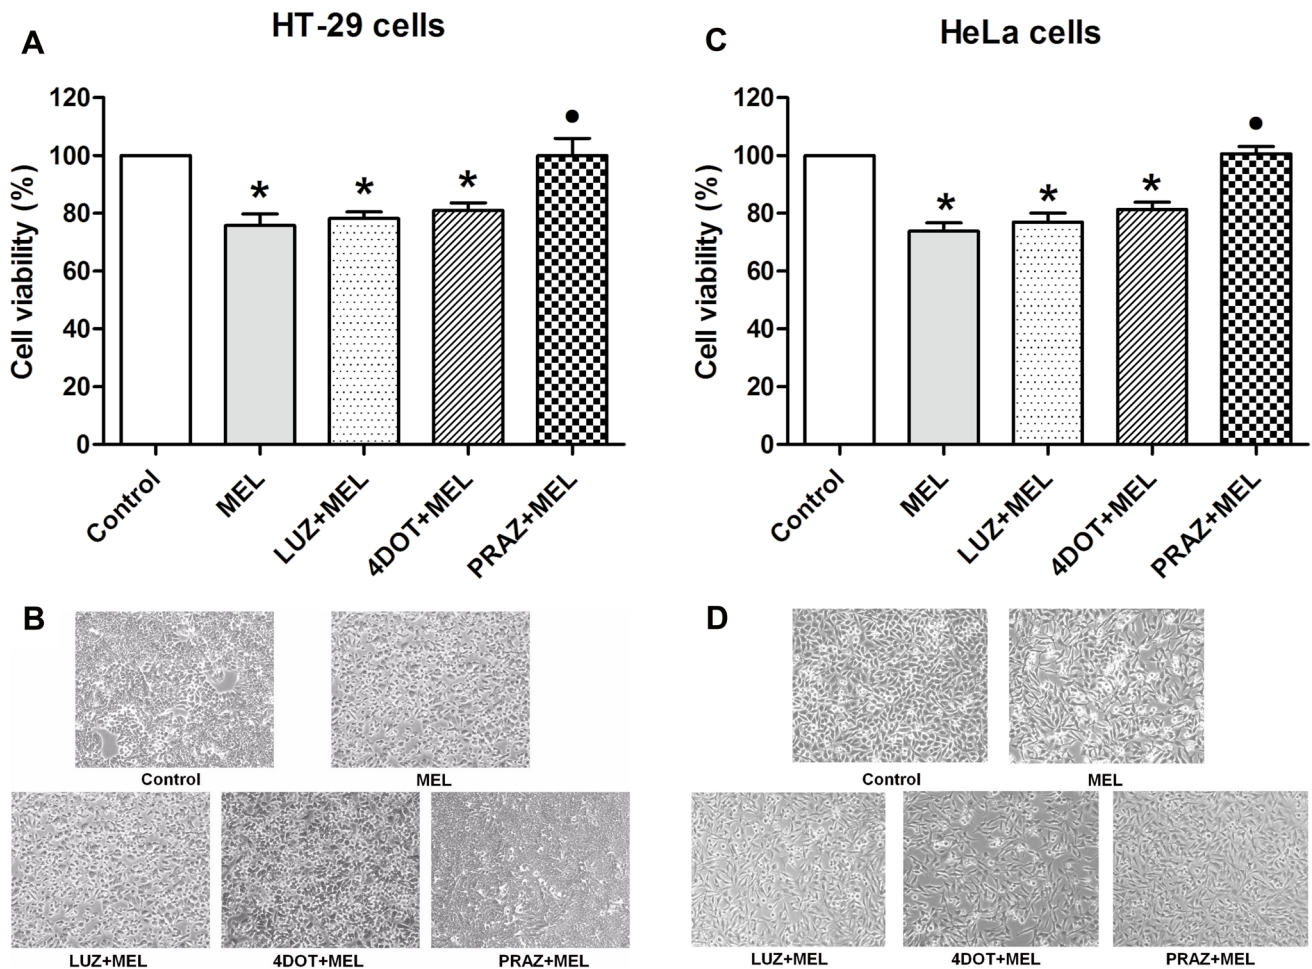 A
HT-29 cells
Cell viability (%)
120
100
80
60
40
20
0
*
*
*
•
Control
MEL
LUZ+MEL
4DOT+MEL
PRAZ+MEL
C
HeLa cells
Cell viability (%)
120
100
80
60
40
20
0
*
*
*
•
Control
MEL
LUZ+MEL
4DOT+MEL
PRAZ+MEL
B
Control
MEL
LUZ+MEL
4DOT+MEL
PRAZ+MEL
D
Control
MEL
LUZ+MEL
4DOT+MEL
PRAZ+MEL